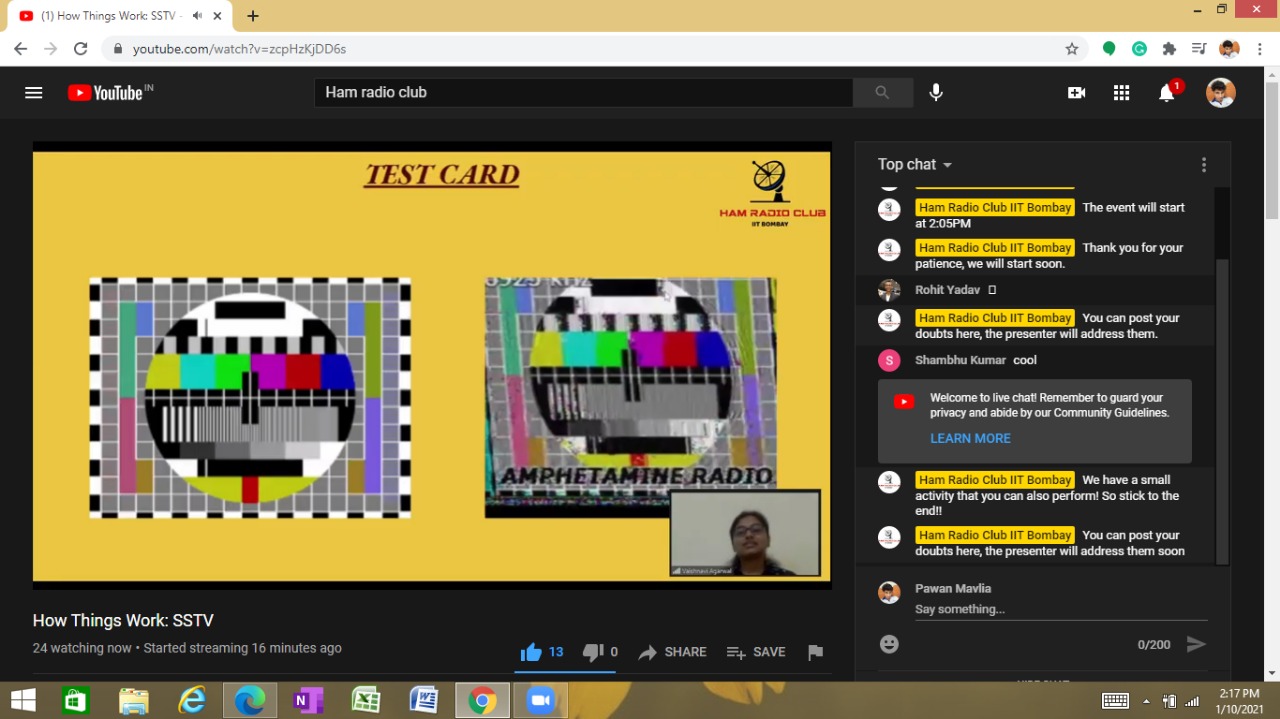 (1) How Things Work: SSTV -
youtube.com/watch?v=zcpHzKjDD6s
YouTube IN
Ham radio club
1
TEST CARD
HAM RADIO CLUB
IIT BOMBAY
AMPHETAMINE RADIO
Vaishnavi Agarwal
How Things Work: SSTV
24 watching now • Started streaming 16 minutes ago
13
0
SHARE
SAVE
Top chat
Ham Radio Club IIT Bombay The event will start
at 2:05PM
Ham Radio Club IIT Bombay Thank you for your
patience, we will start soon.
Rohit Yadav
Ham Radio Club IIT Bombay You can post your
doubts here, the presenter will address them.
S
Shambhu Kumar cool
Welcome to live chat! Remember to guard your
privacy and abide by our Community Guidelines.
LEARN MORE
Ham Radio Club IIT Bombay We have a small
activity that you can also perform! So stick to the
end!!
Ham Radio Club IIT Bombay You can post your
doubts here, the presenter will address them soon
Pawan Mavlia
Say something...
0/200
2:17 PM
1/10/2021